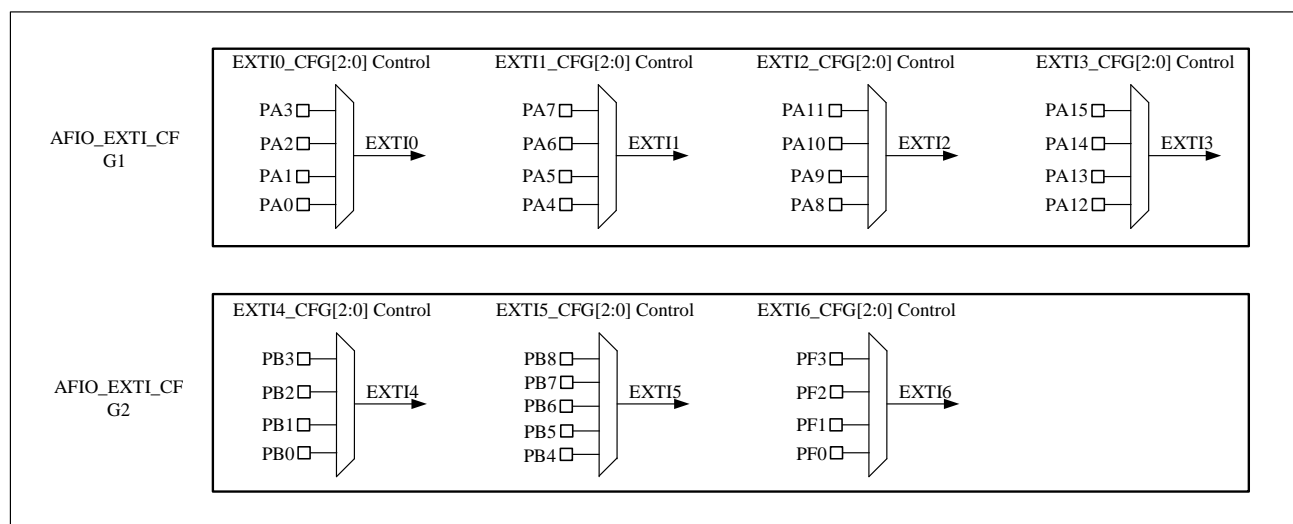 EXTI0_CFG[2:0] Control
EXTI1_CFG[2:0] Control
EXTI2_CFG[2:0] Control
EXTI3_CFG[2:0] Control
AFIO_EXTI_CF
G1
PA3
PA2
PA1
PA0
EXTI0
PA7
PA6
PA5
PA4
EXTI1
PA11
PA10
PA9
PA8
EXTI2
PA15
PA14
PA13
PA12
EXTI3
EXTI4_CFG[2:0] Control
EXTI5_CFG[2:0] Control
EXTI6_CFG[2:0] Control
AFIO_EXTI_CF
G2
PB3
PB2
PB1
PB0
EXTI4
PB8
PB7
PB6
PB5
PB4
EXTI5
PF3
PF2
PF1
PF0
EXTI6